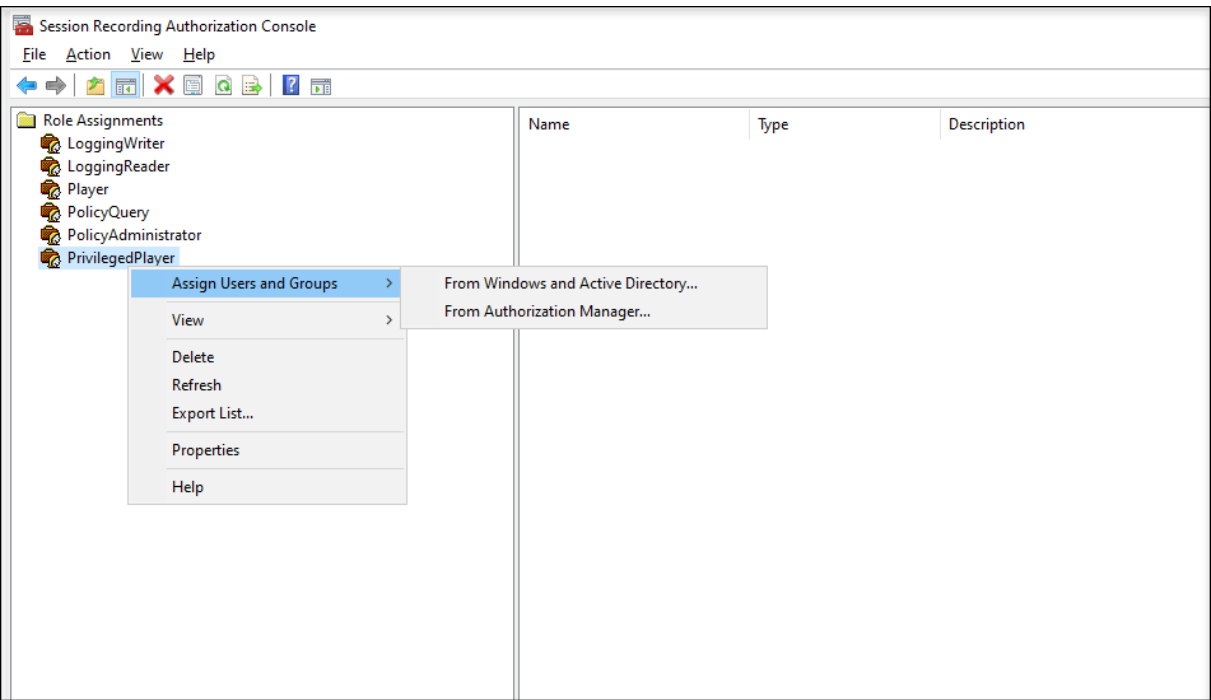 Session Recording Authorization Console
File Action View Help
Role Assignments
LoggingWriter
LoggingReader
Player
PolicyQuery
PolicyAdministrator
PrivilegedPlayer
Name Type Description
Assign Users and Groups
View
Delete
Refresh
Export List...
Properties
Help
From Windows and Active Directory...
From Authorization Manager...